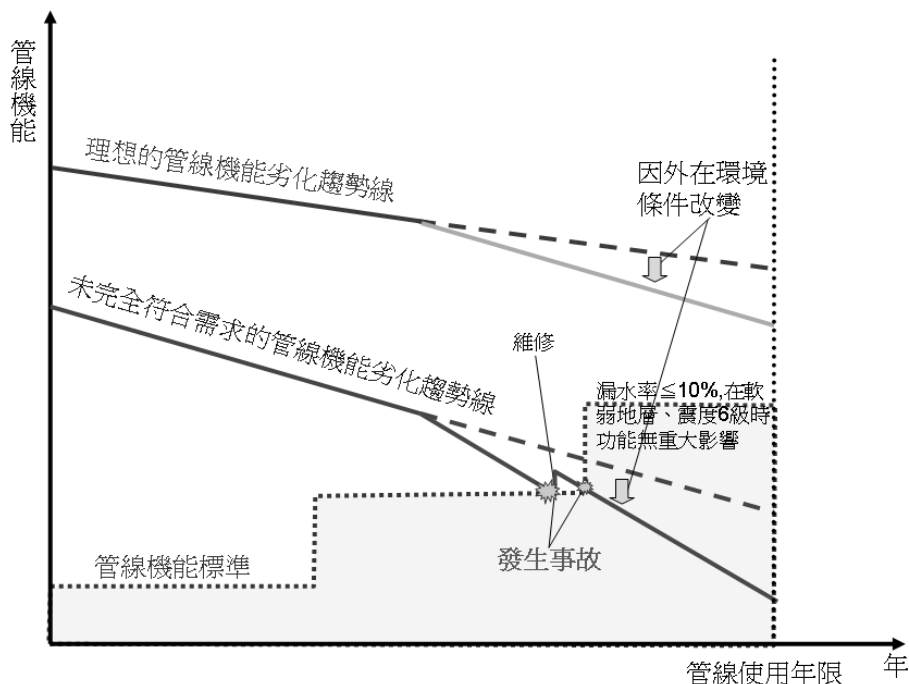 管線機能
理想的管線機能劣化趨勢線
因外在環境
條件改變
未完全符合需求的管線機能劣化趨勢線
維修
漏水率≦10%,在軟
弱地層、震度6級時
功能無重大影響
管線機能標準
發生事故
管線使用年限
年